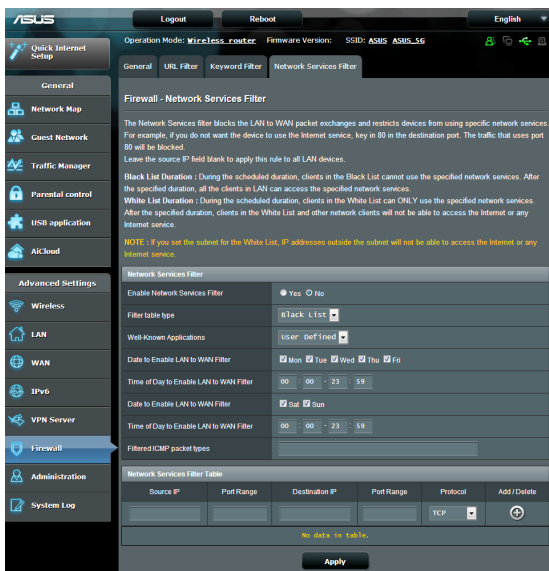 ASUS
Logout
Reboot
English
Operation Mode: Wireless router Firmware Version: SSID: ASUS ASUS_5G
Quick Internet
Setup
General
URL Filter
Keyword Filter
Network Services Filter
General
Network Map
Guest Network
Traffic Manager
Parental control
USB application
AiCloud
Advanced Settings
Wireless
LAN
WAN
IPv6
VPN Server
Firewall
Administration
System Log
Firewall - Network Services Filter
The Network Services filter blocks the LAN to WAN packet exchanges and restricts devices from using specific network services.
For example, if you do not want the device to use the Internet service, key in 80 in the destination port. The traffic that uses port
80 will be blocked.
Leave the source IP field blank to apply this rule to all LAN devices.
Black List Duration : During the scheduled duration, clients in the Black List cannot use the specified network services. After
the specified duration, all the clients in LAN can access the specified network services.
White List Duration : During the scheduled duration, clients in the White List can ONLY use the specified network services.
After the specified duration, clients in the White List and other network clients will not be able to access the Internet or any
Internet service.
NOTE : If you set the subnet for the White List, IP addresses outside the subnet will not be able to access the Internet or any
Internet service.
Network Services Filter
Enable Network Services Filter
Yes No
Filter table type
Black List
Well-Known Applications
User Defined
Date to Enable LAN to WAN Filter
Mon Tue Wed Thu Fri
Time of Day to Enable LAN to WAN Filter
00 : 00 - 23 : 59
Date to Enable LAN to WAN Filter
Sat Sun
Time of Day to Enable LAN to WAN Filter
00 : 00 - 23 : 59
Filtered ICMP packet types
Network Services Filter Table
Source IP Port Range Destination IP Port Range Protocol Add / Delete
TCP
No data in table.
Apply